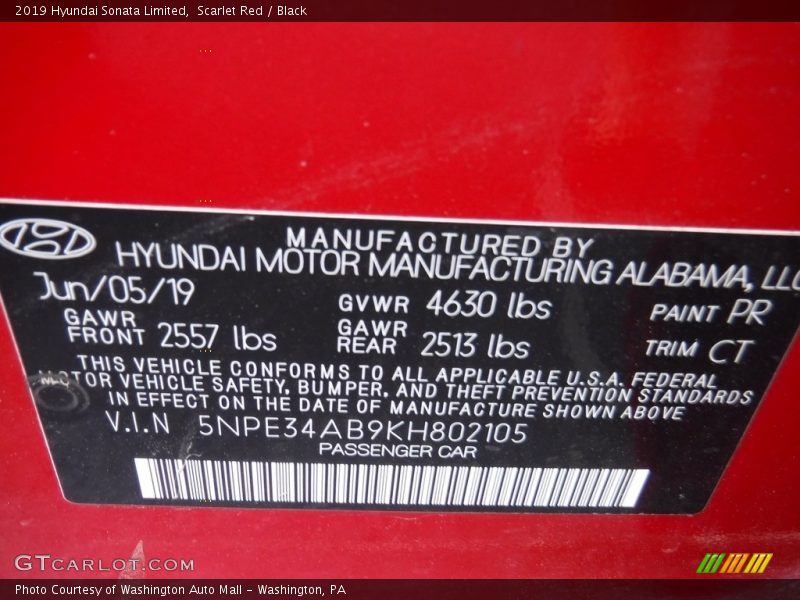 2019 Hyundai Sonata Limited,  Scarlet Red / Black
MANUFACTURED BY
HYUNDAI MOTOR MANUFACTURING ALABAMA, LLC
Jun/05/19
GVWR 4630 lbs
PAINT PR
GAWR FRONT 2557 lbs
GAWR REAR 2513 lbs
TRIM CT
THIS VEHICLE CONFORMS TO ALL APPLICABLE U.S.A. FEDERAL
MOTOR VEHICLE SAFETY, BUMPER, AND THEFT PREVENTION STANDARDS
IN EFFECT ON THE DATE OF MANUFACTURE SHOWN ABOVE
V.I.N 5NPE34AB9KH802105
PASSENGER CAR
GTCARLOT.COM
Photo Courtesy of Washington Auto Mall - Washington, PA